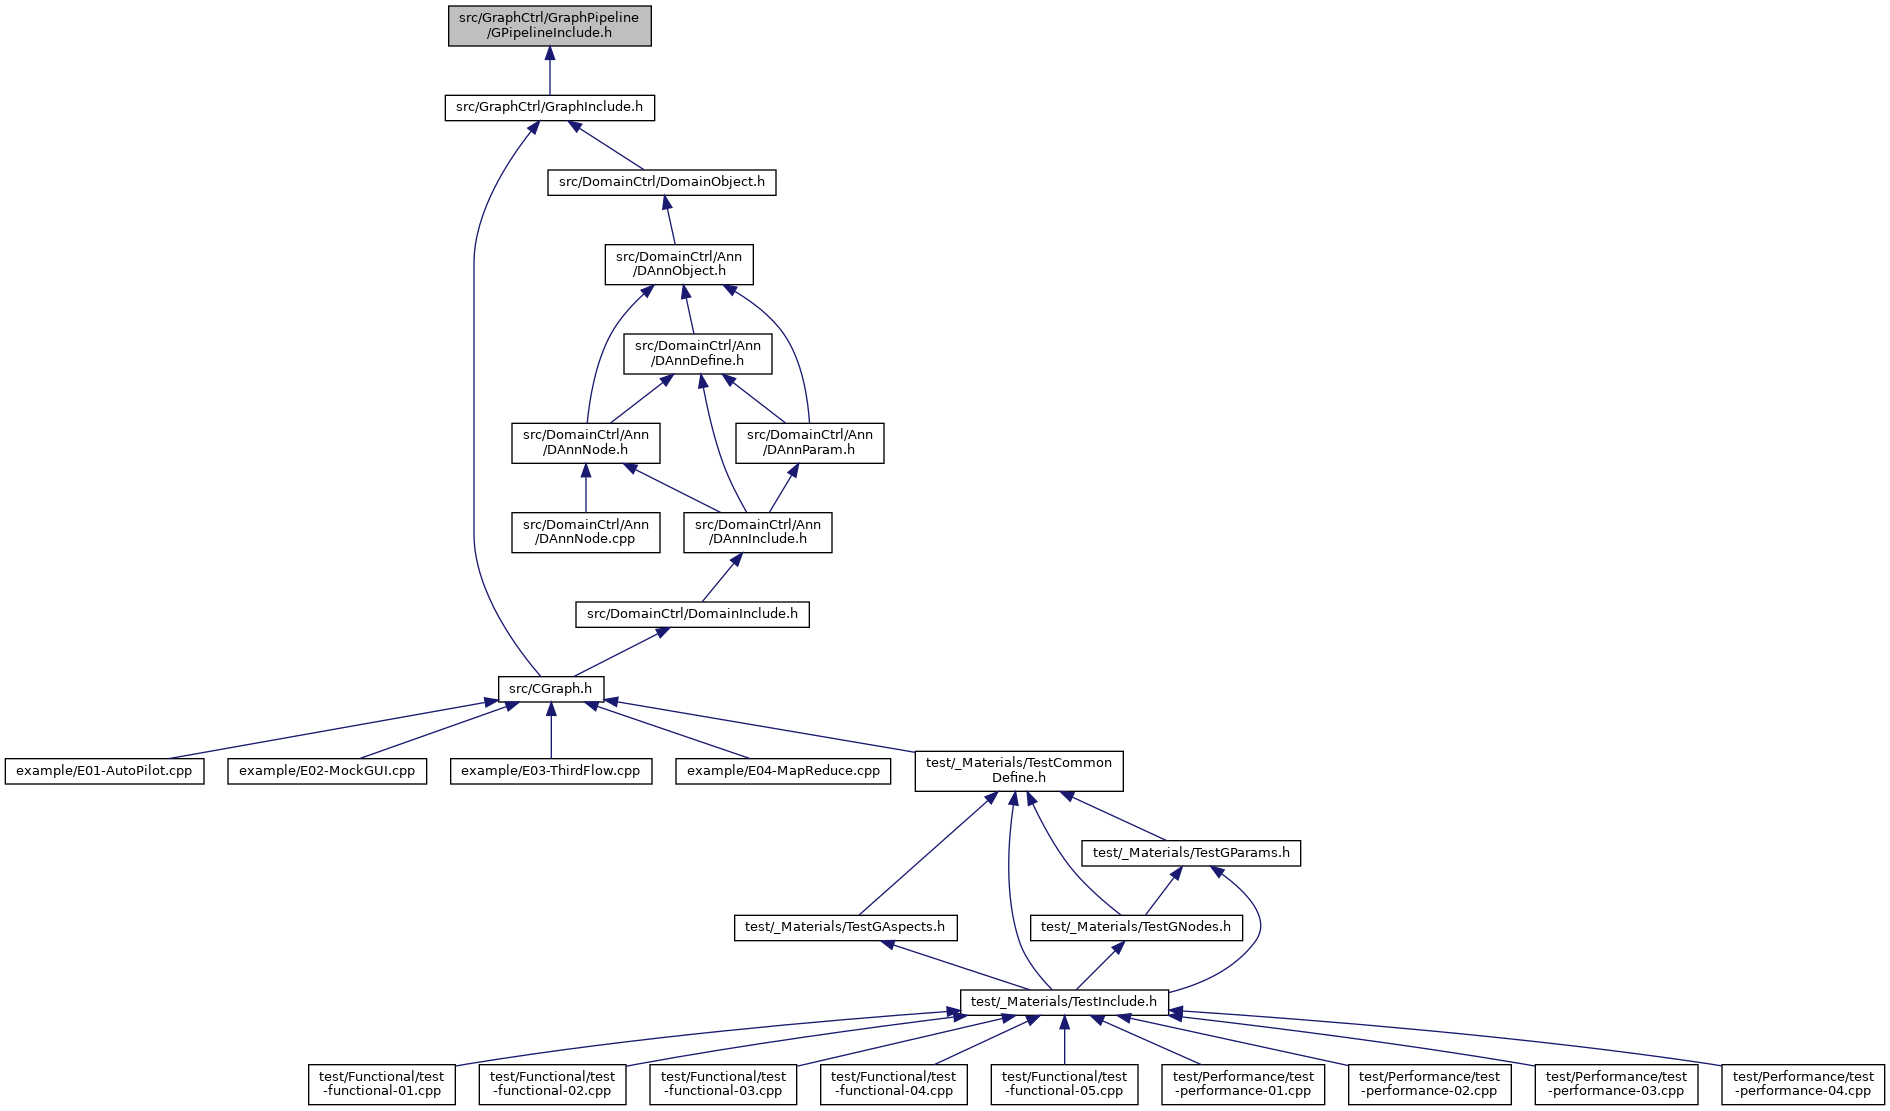 src/GraphCtrl/GraphPipeline
/GPipelineInclude.h
src/GraphCtrl/GraphInclude.h
src/DomainCtrl/DomainObject.h
src/DomainCtrl/Ann
/DAnnObject.h
src/DomainCtrl/Ann
/DAnnDefine.h
src/DomainCtrl/Ann
/DAnnNode.h
src/DomainCtrl/Ann
/DAnnParam.h
src/DomainCtrl/Ann
/DAnnNode.cpp
src/DomainCtrl/Ann
/DAnnInclude.h
src/DomainCtrl/DomainInclude.h
src/CGraph.h
example/E01-AutoPilot.cpp
example/E02-MockGUI.cpp
example/E03-ThirdFlow.cpp
example/E04-MapReduce.cpp
test/_Materials/TestCommon
Define.h
test/_Materials/TestGParams.h
test/_Materials/TestGAspects.h
test/_Materials/TestGNodes.h
test/_Materials/TestInclude.h
test/Functional/test
-functional-01.cpp
test/Functional/test
-functional-02.cpp
test/Functional/test
-functional-03.cpp
test/Functional/test
-functional-04.cpp
test/Functional/test
-functional-05.cpp
test/Performance/test
-performance-01.cpp
test/Performance/test
-performance-02.cpp
test/Performance/test
-performance-03.cpp
test/Performance/test
-performance-04.cpp